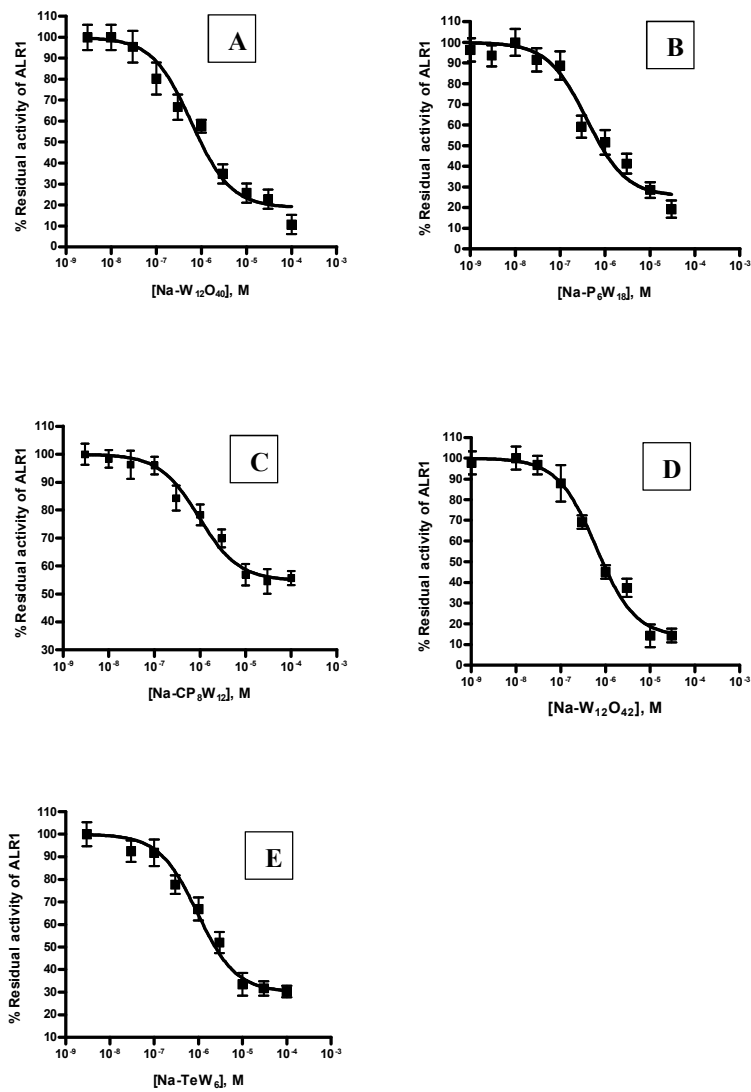 A
% Residual activity of ALR1
110
100
90
80
70
60
50
40
30
20
10
0
10⁻⁹ 10⁻⁸ 10⁻⁷ 10⁻⁶ 10⁻⁵ 10⁻⁴ 10⁻³
[Na-W₁₂O₄₀], M
B
% Residual activity of ALR1
110
100
90
80
70
60
50
40
30
20
10
0
10⁻⁹ 10⁻⁸ 10⁻⁷ 10⁻⁶ 10⁻⁵ 10⁻⁴ 10⁻³
[Na-P₆W₁₈], M
C
% Residual activity of ALR1
110
100
90
80
70
60
50
40
30
10⁻⁹ 10⁻⁸ 10⁻⁷ 10⁻⁶ 10⁻⁵ 10⁻⁴ 10⁻³
[Na-CP₈W₁₂], M
D
% Residual activity of ALR1
110
100
90
80
70
60
50
40
30
20
10
0
10⁻⁹ 10⁻⁸ 10⁻⁷ 10⁻⁶ 10⁻⁵ 10⁻⁴ 10⁻³
[Na-W₁₂O₄₂], M
E
% Residual activity of ALR1
110
100
90
80
70
60
50
40
30
20
10
10⁻⁹ 10⁻⁸ 10⁻⁷ 10⁻⁶ 10⁻⁵ 10⁻⁴ 10⁻³
[Na-TeW₆], M